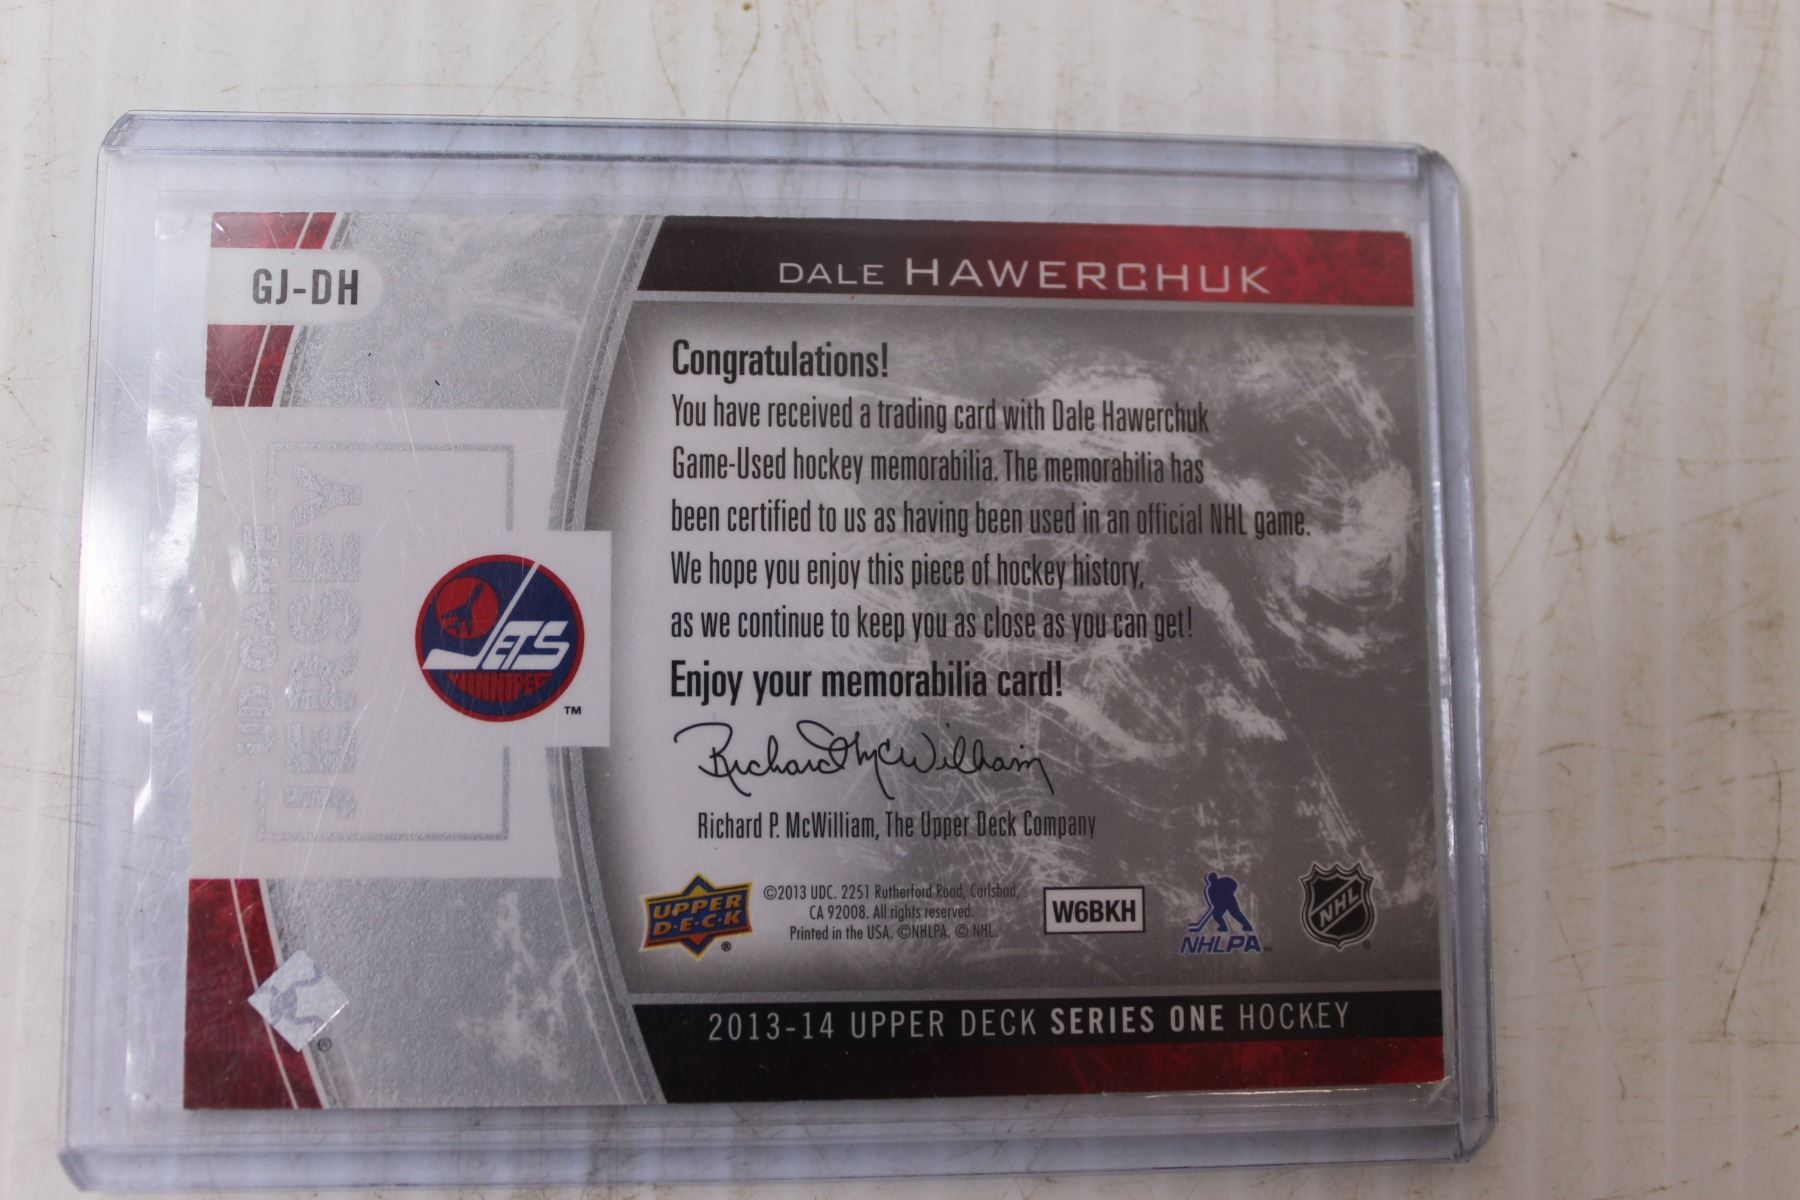 GJ-DH
DALE HAWERCHUK
Congratulations!
You have received a trading card with Dale Hawerchuk
Game-Used hockey memorabilia. The memorabilia has
been certified to us as having been used in an official NHL game.
We hope you enjoy this piece of hockey history,
as we continue to keep you as close as you can get!
Enjoy your memorabilia card!
Richard McWilliam
Richard P. McWilliam, The Upper Deck Company
UD GAME
JERSEY
JETS
WINNIPEG
TM
UPPER
D·E·C·K
®
©2013 UDC. 2251 Rutherford Road, Carlsbad,
CA 92008. All rights reserved.
Printed in the USA. ©NHLPA. © NHL.
W6BKH
NHLPA™
NHL
®
®
2013-14 UPPER DECK SERIES ONE HOCKEY